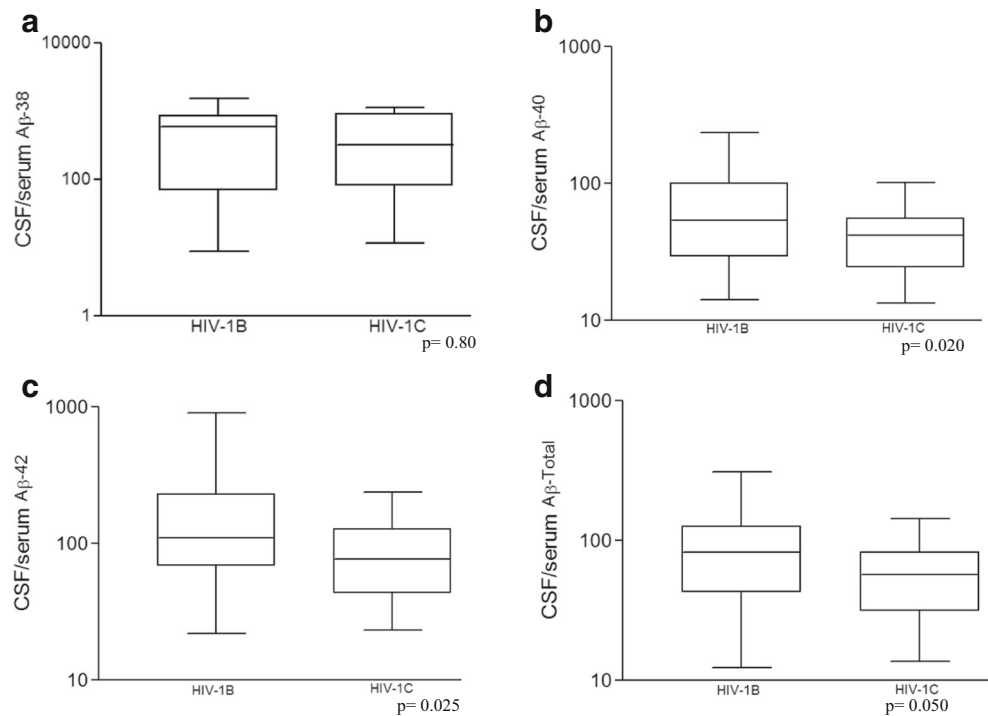 a
10000
100
1
CSF/serum Aβ-38
HIV-1B
HIV-1C
p= 0.80
b
1000
100
10
CSF/serum Aβ-40
HIV-1B
HIV-1C
p= 0.020
c
1000
100
10
CSF/serum Aβ-42
HIV-1B
HIV-1C
p= 0.025
d
1000
100
10
CSF/serum Aβ-Total
HIV-1B
HIV-1C
p= 0.050